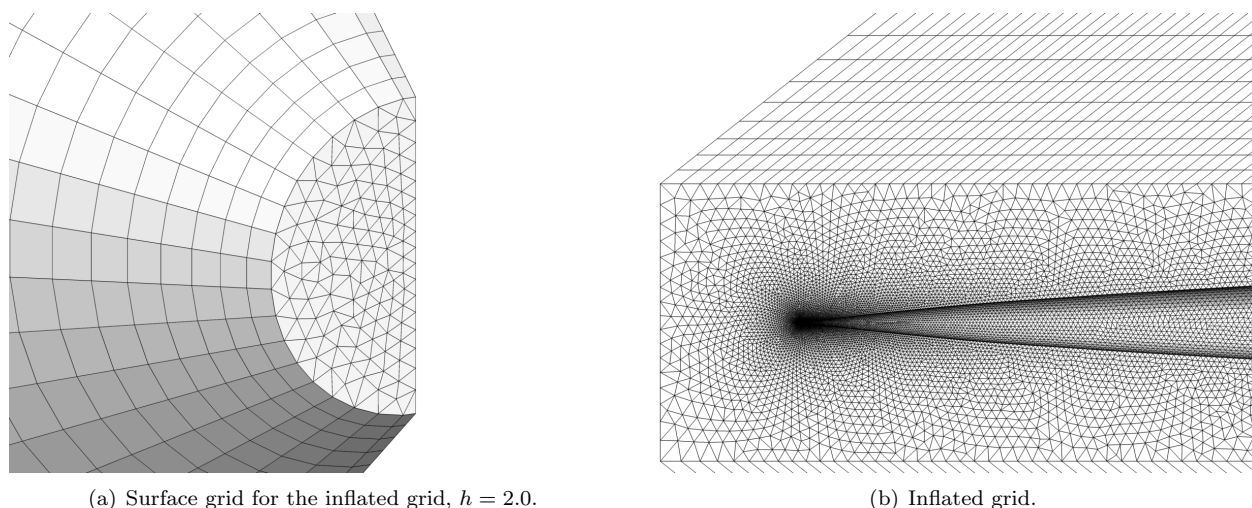 (a) Surface grid for the inflated grid, h = 2.0.
(b) Inflated grid.